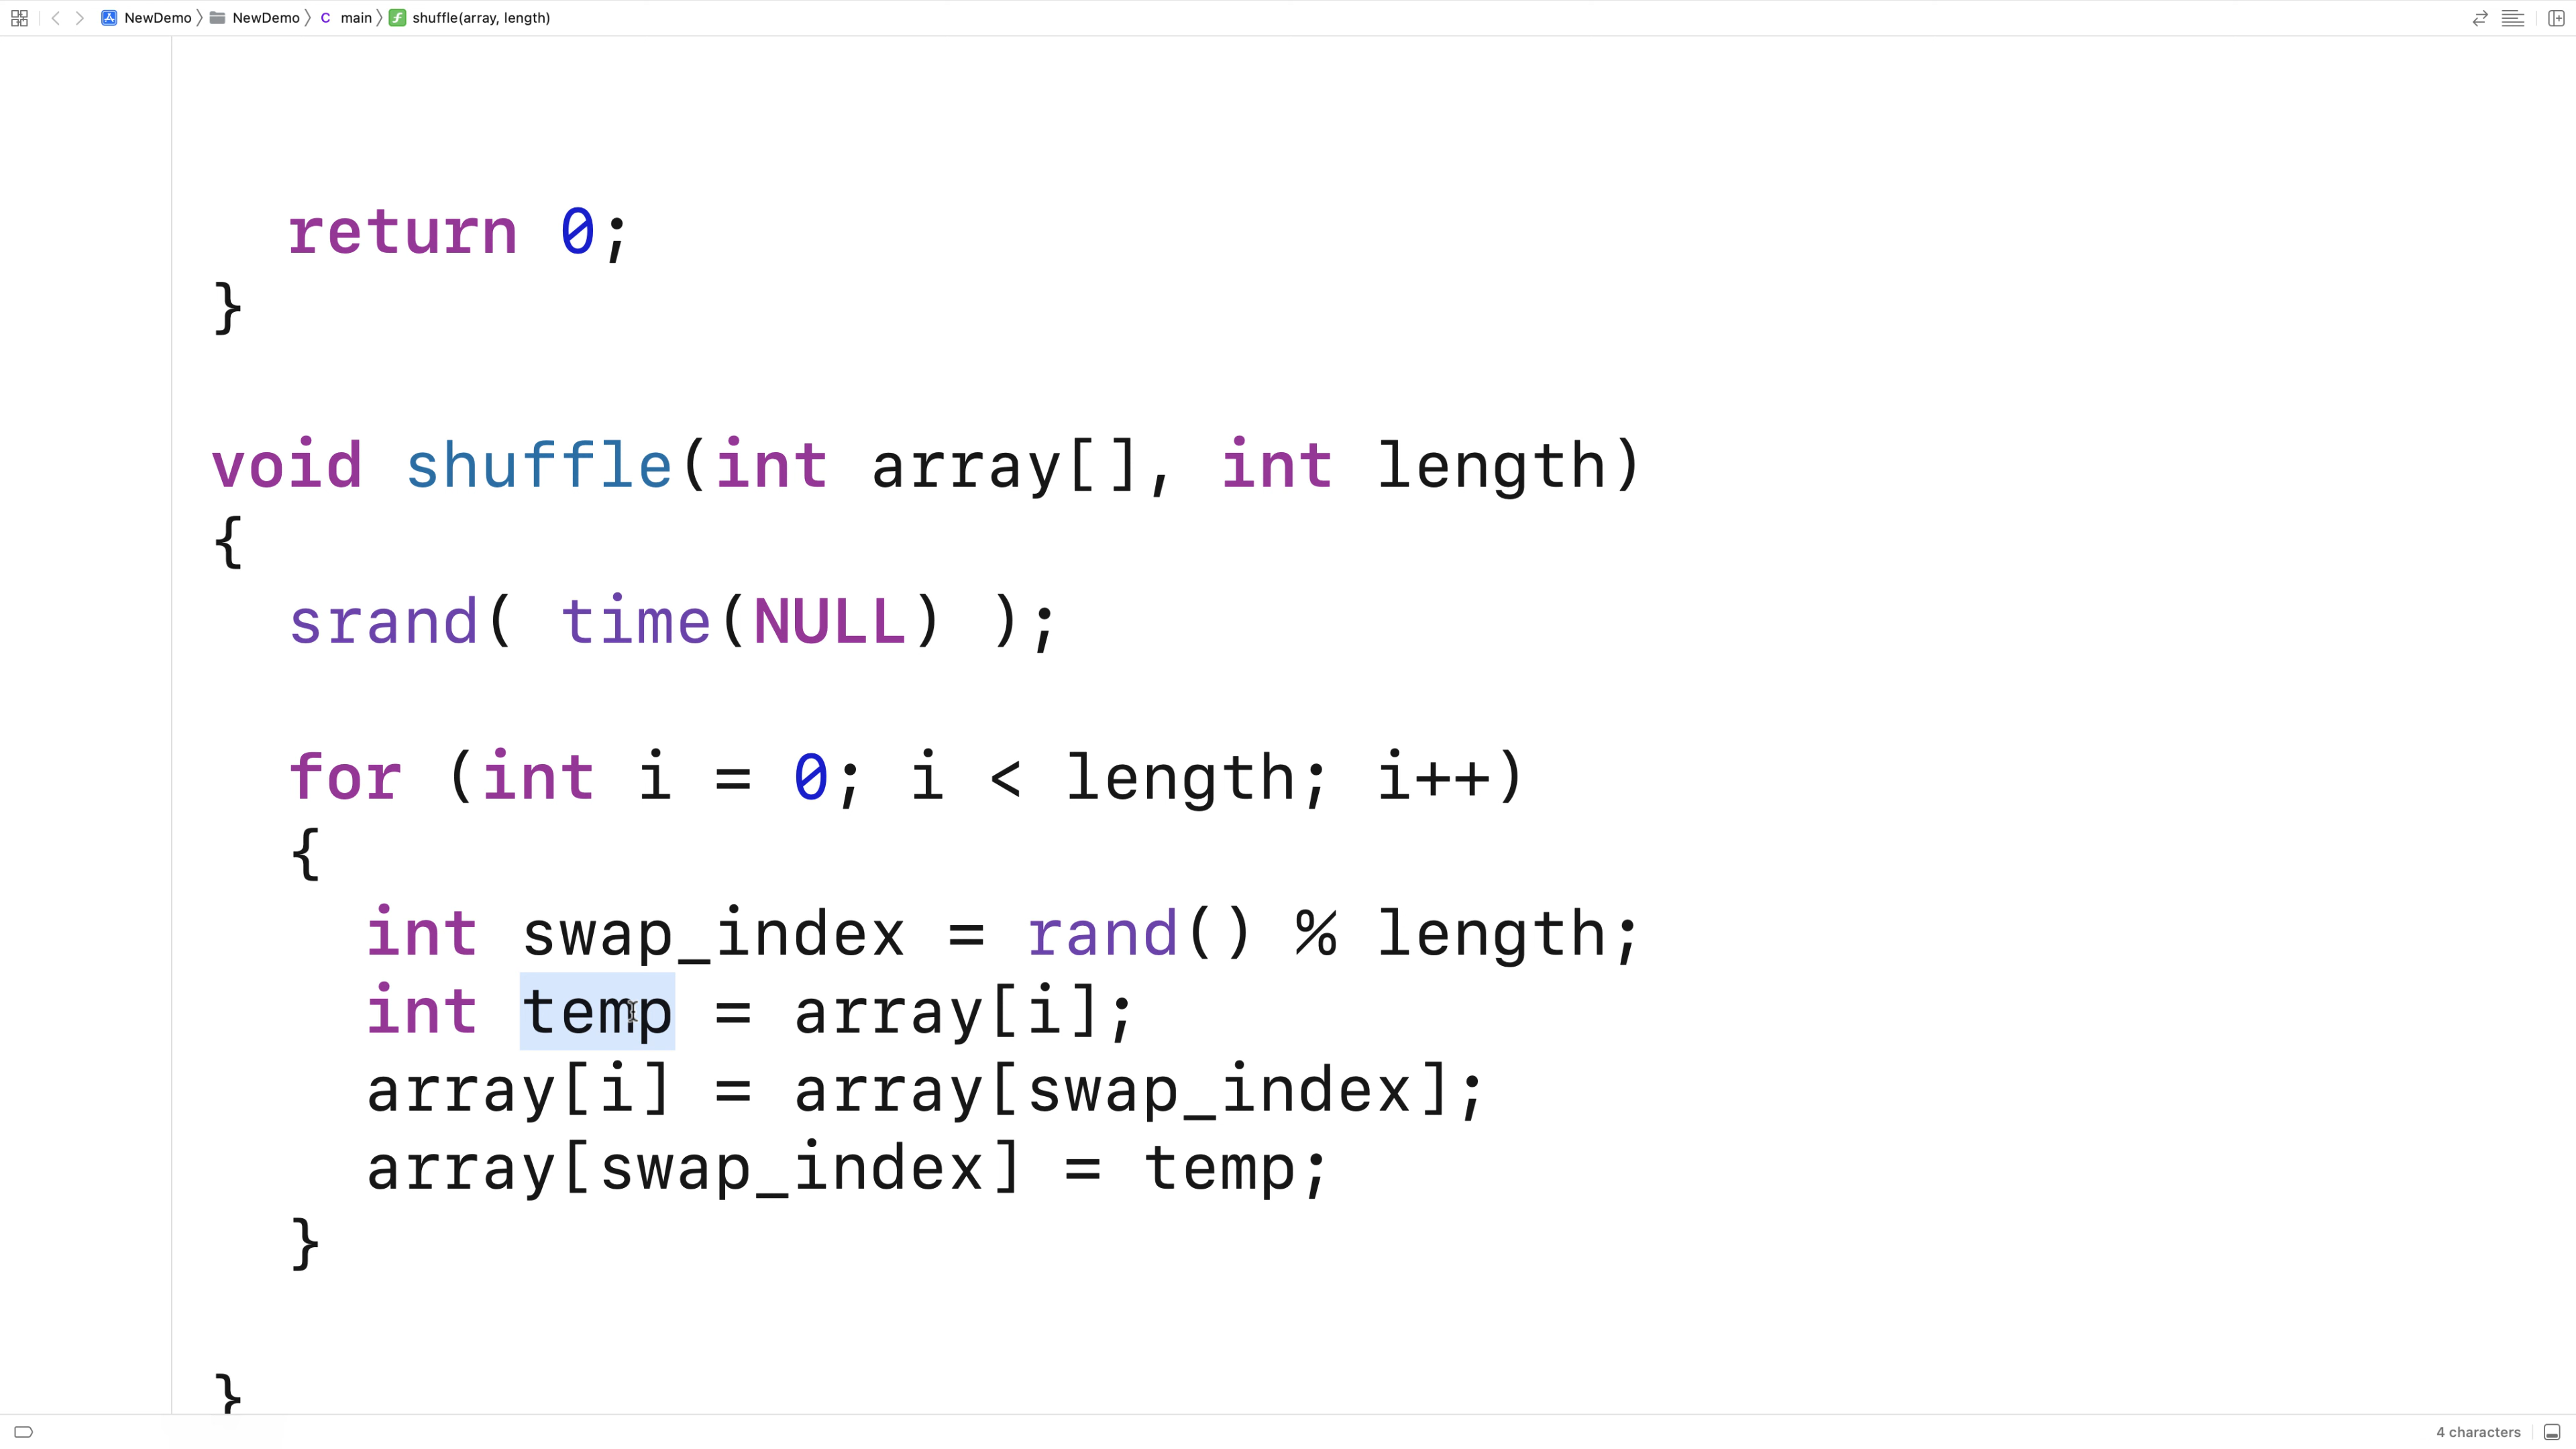 NewDemo 〉 NewDemo 〉 C main 〉 f shuffle(array, length)
return 0;
}
void shuffle(int array[], int length)
{
srand( time(NULL) );
for (int i = 0; i < length; i++)
{
int swap_index = rand() % length;
int temp = array[i];
array[i] = array[swap_index];
array[swap_index] = temp;
}
}
4 characters